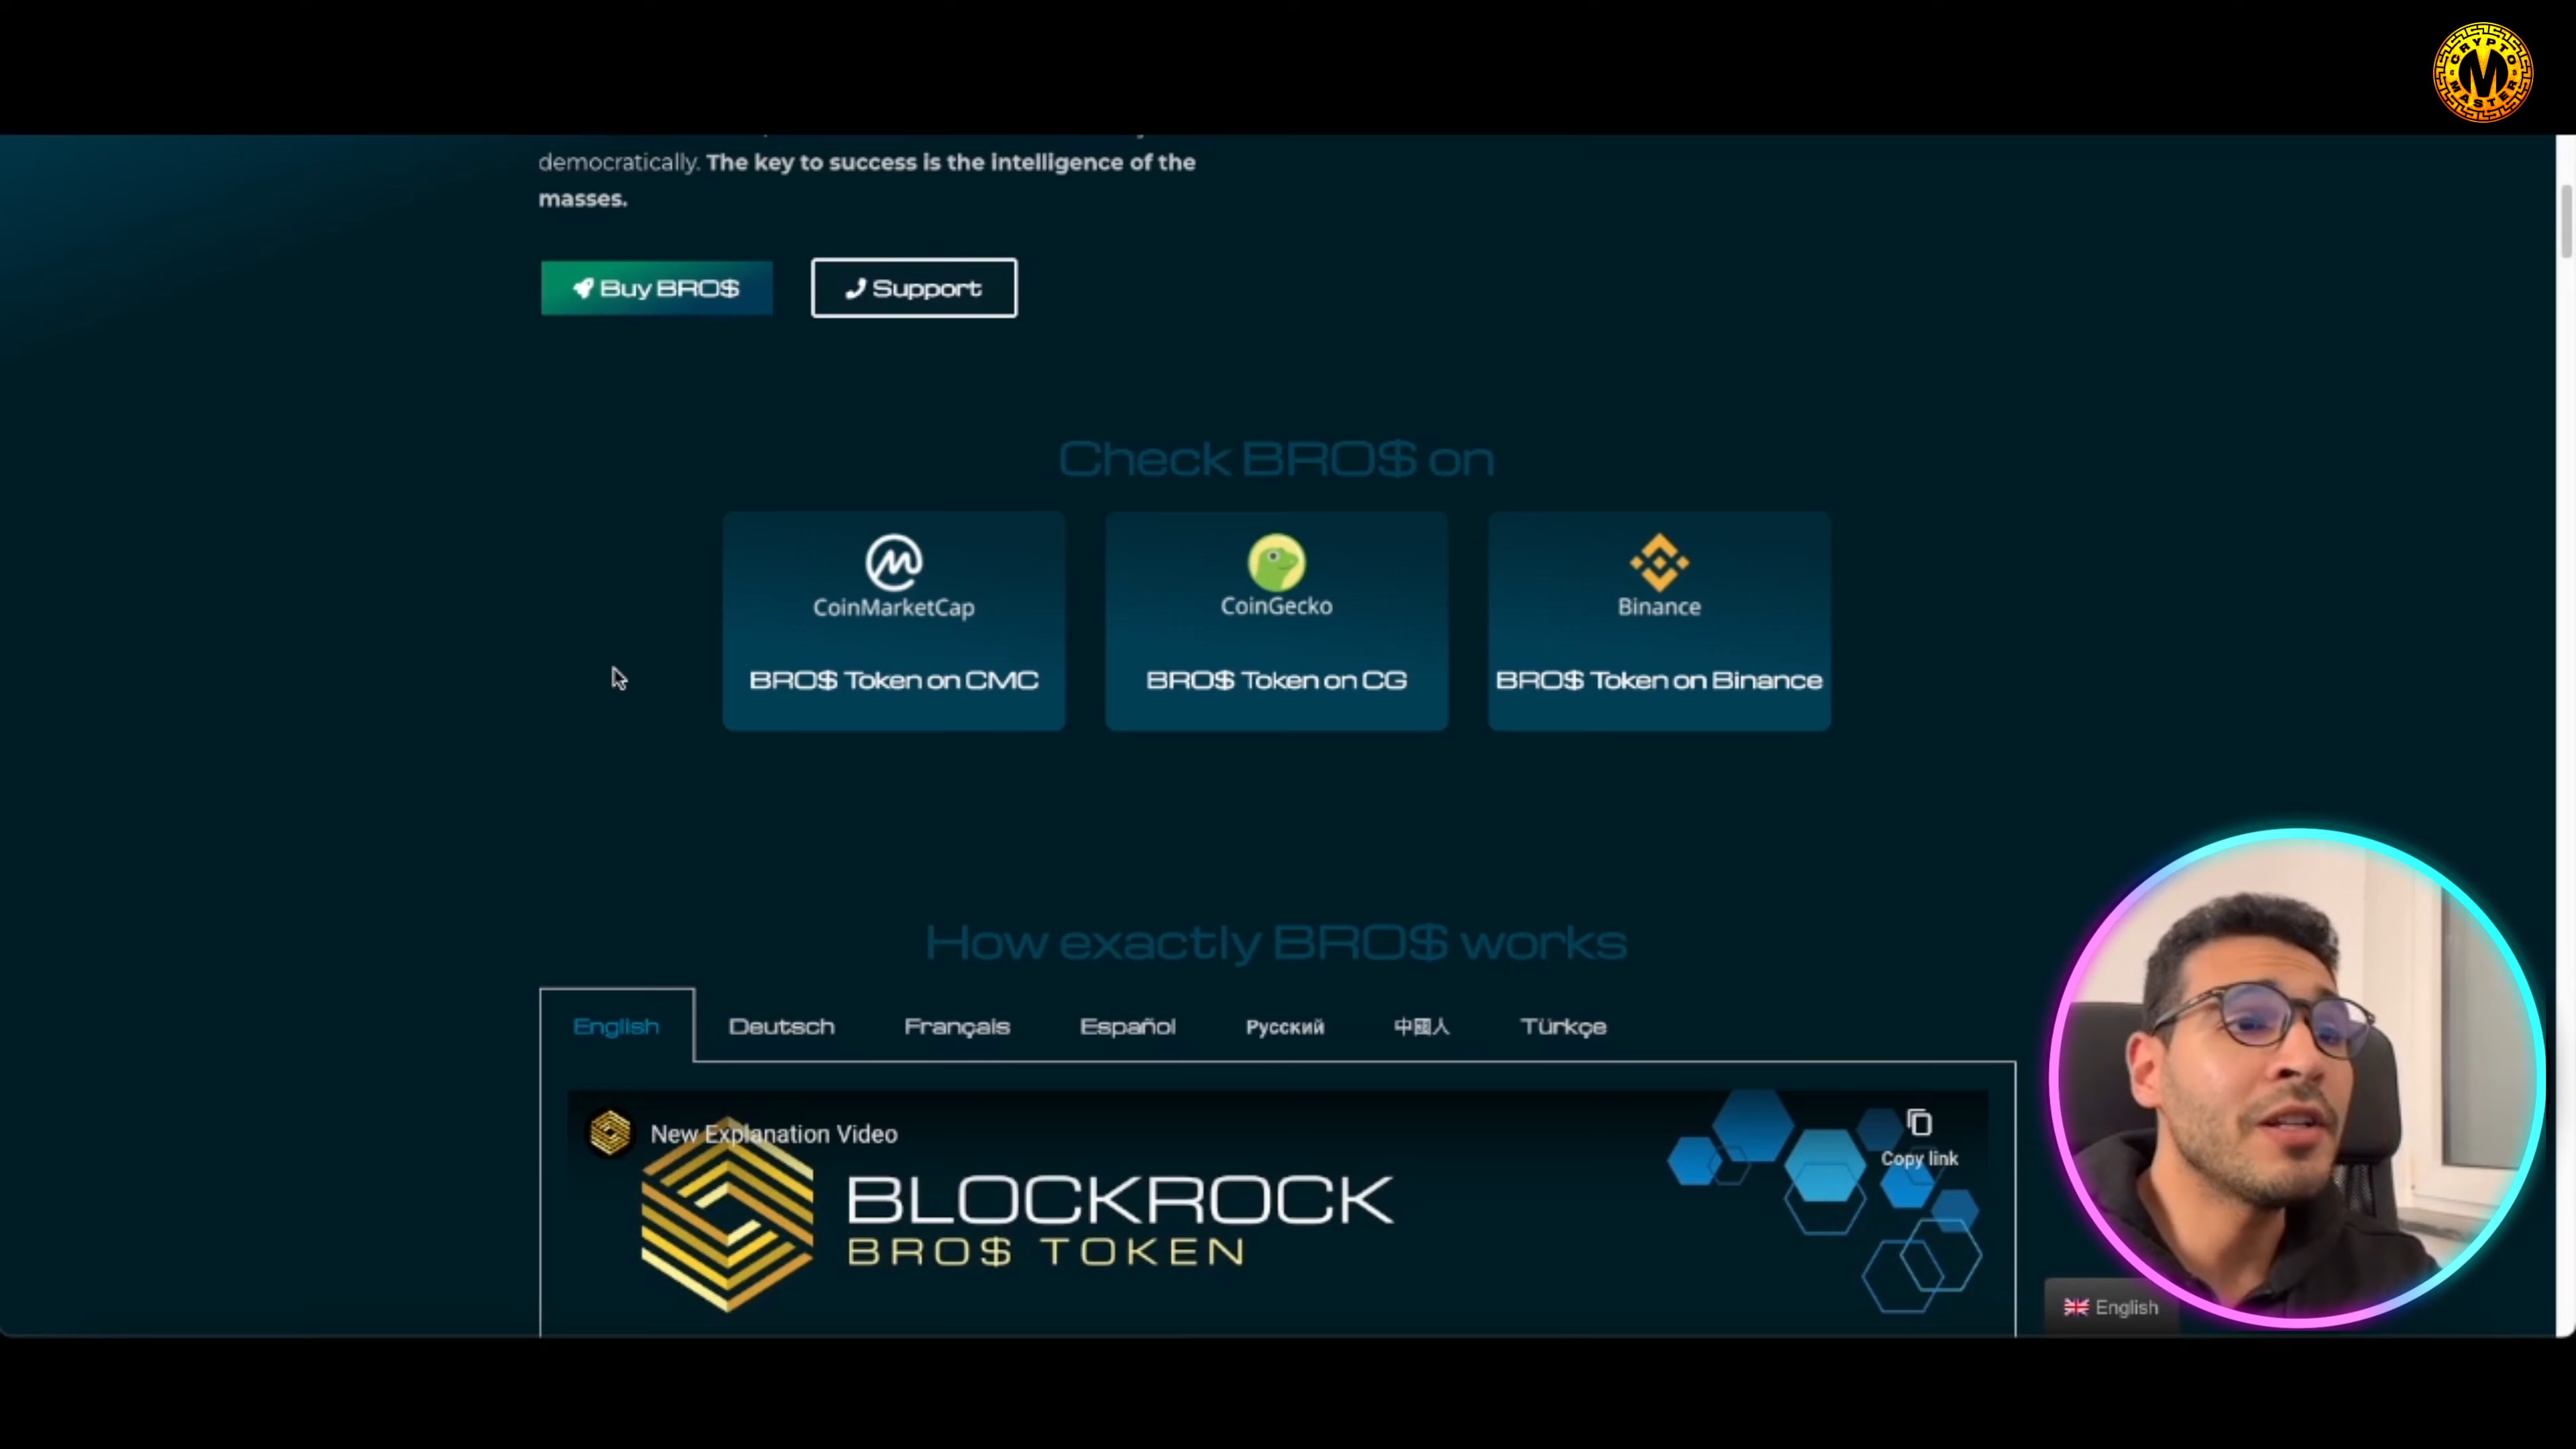 CRYPTO MASTER
democratically. The key to success is the intelligence of the
masses.
Buy BRO$
Support
Check BRO$ on
CoinMarketCap
CoinGecko
Binance
BRO$ Token on CMC
BRO$ Token on CG
BRO$ Token on Binance
How exactly BRO$ works
English
Deutsch
Français
Español
Русский
中國人
Türkçe
New Explanation Video
Copy link
BLOCKROCK
BRO$ TOKEN
English